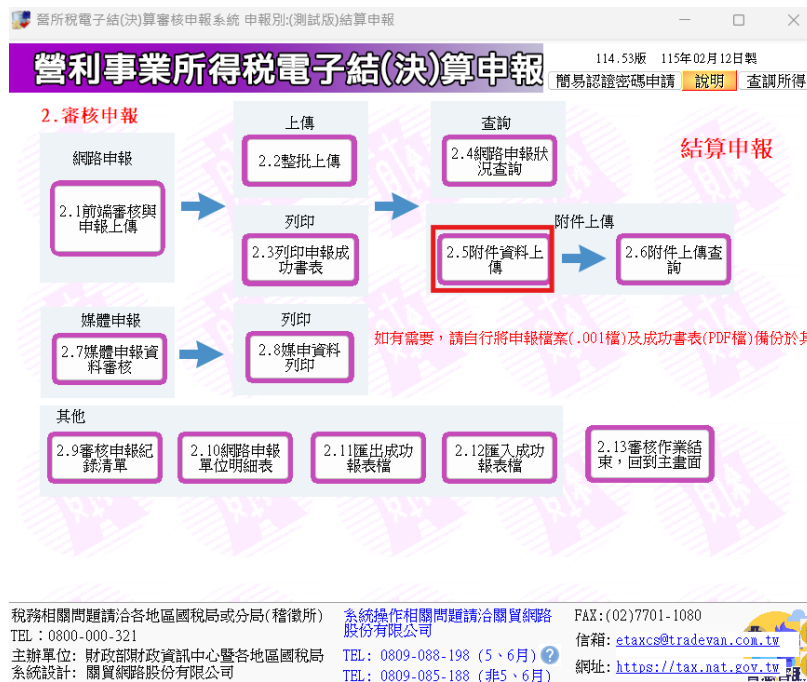 營所稅電子結(決)算審核申報系統 申報別:(測試版)結算申報
營利事業所得稅電子結(決)算申報
114.53版 115年02月12日製
簡易認證密碼申請 說明 查調所得
2.審核申報
結算申報
網路申報
2.1前端審核與
申報上傳
上傳
2.2整批上傳
列印
2.3列印申報成
功書表
查詢
2.4網路申報狀
況查詢
附件上傳
2.5附件資料上
傳
2.6附件上傳查
詢
媒體申報
2.7媒體申報資
料審核
列印
2.8媒申資料
列印
如有需要，請自行將申報檔案(.001檔)及成功書表(PDF檔)備份於其
其他
2.9審核申報紀
錄清單
2.10網路申報
單位明細表
2.11匯出成功
報表檔
2.12匯入成功
報表檔
2.13審核作業結
束，回到主畫面
稅務相關問題請洽各地區國稅局或分局(稽徵所)
TEL：0800-000-321
主辦單位: 財政部財政資訊中心暨各地區國稅局
系統設計: 關貿網路股份有限公司
系統操作相關問題請洽關貿網路
股份有限公司
TEL: 0809-088-198 (5、6月) ?
TEL: 0809-085-188 (非5、6月)
FAX:(02)7701-1080
信箱: etaxcs@tradevan.com.tw
網址: https://tax.nat.gov.tw